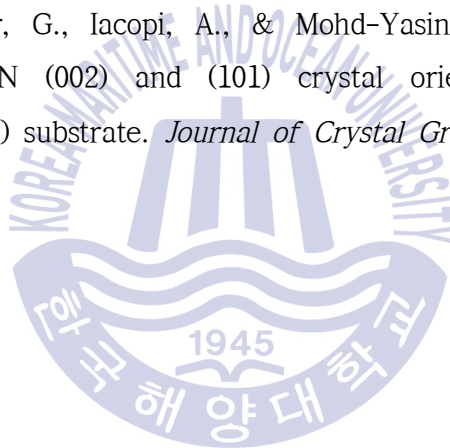 r, G., Iacopi, A., & Mohd-Yasin
N (002) and (101) crystal orie
) substrate. Journal of Crystal Gr
KOREA MARITIME AND OCEAN UNIVERSITY
1945
한국해양대학교